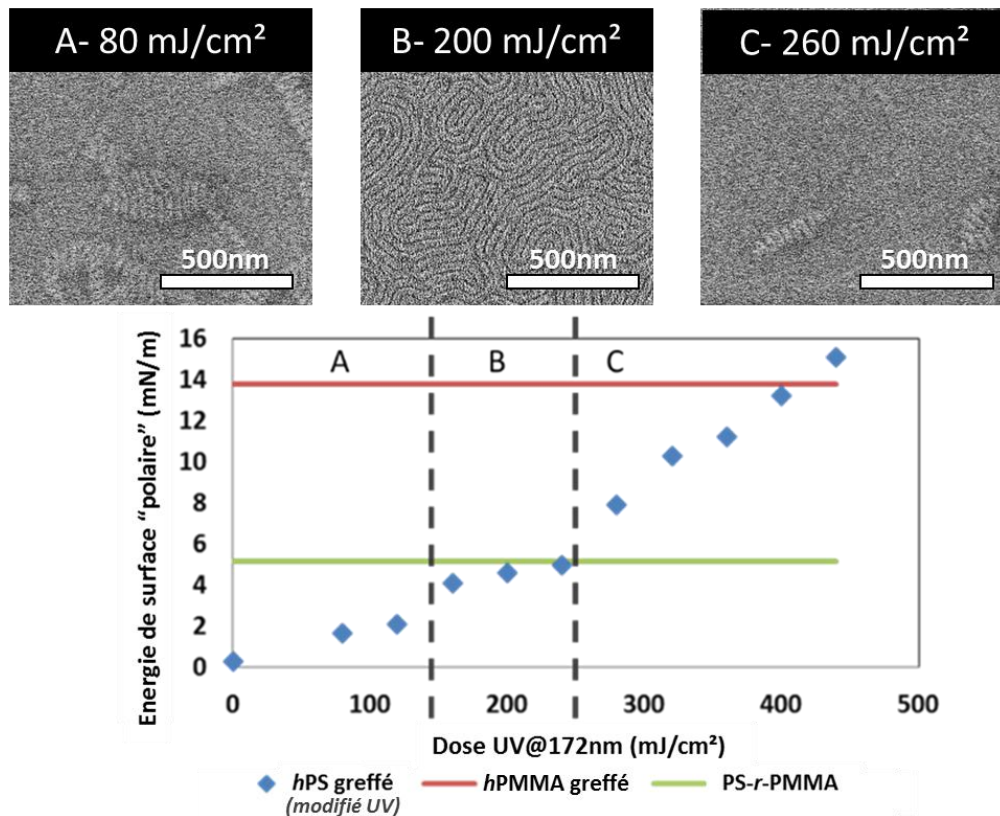 A- 80 mJ/cm²
B- 200 mJ/cm²
C- 260 mJ/cm²
500nm
500nm
500nm
Energie de surface “polaire” (mN/m)
16
14
12
10
8
6
4
2
0
A
B
C
0
100
200
300
400
500
Dose UV@172nm (mJ/cm²)
hPS greffé
(modifié UV)
hPMMA greffé
PS-r-PMMA